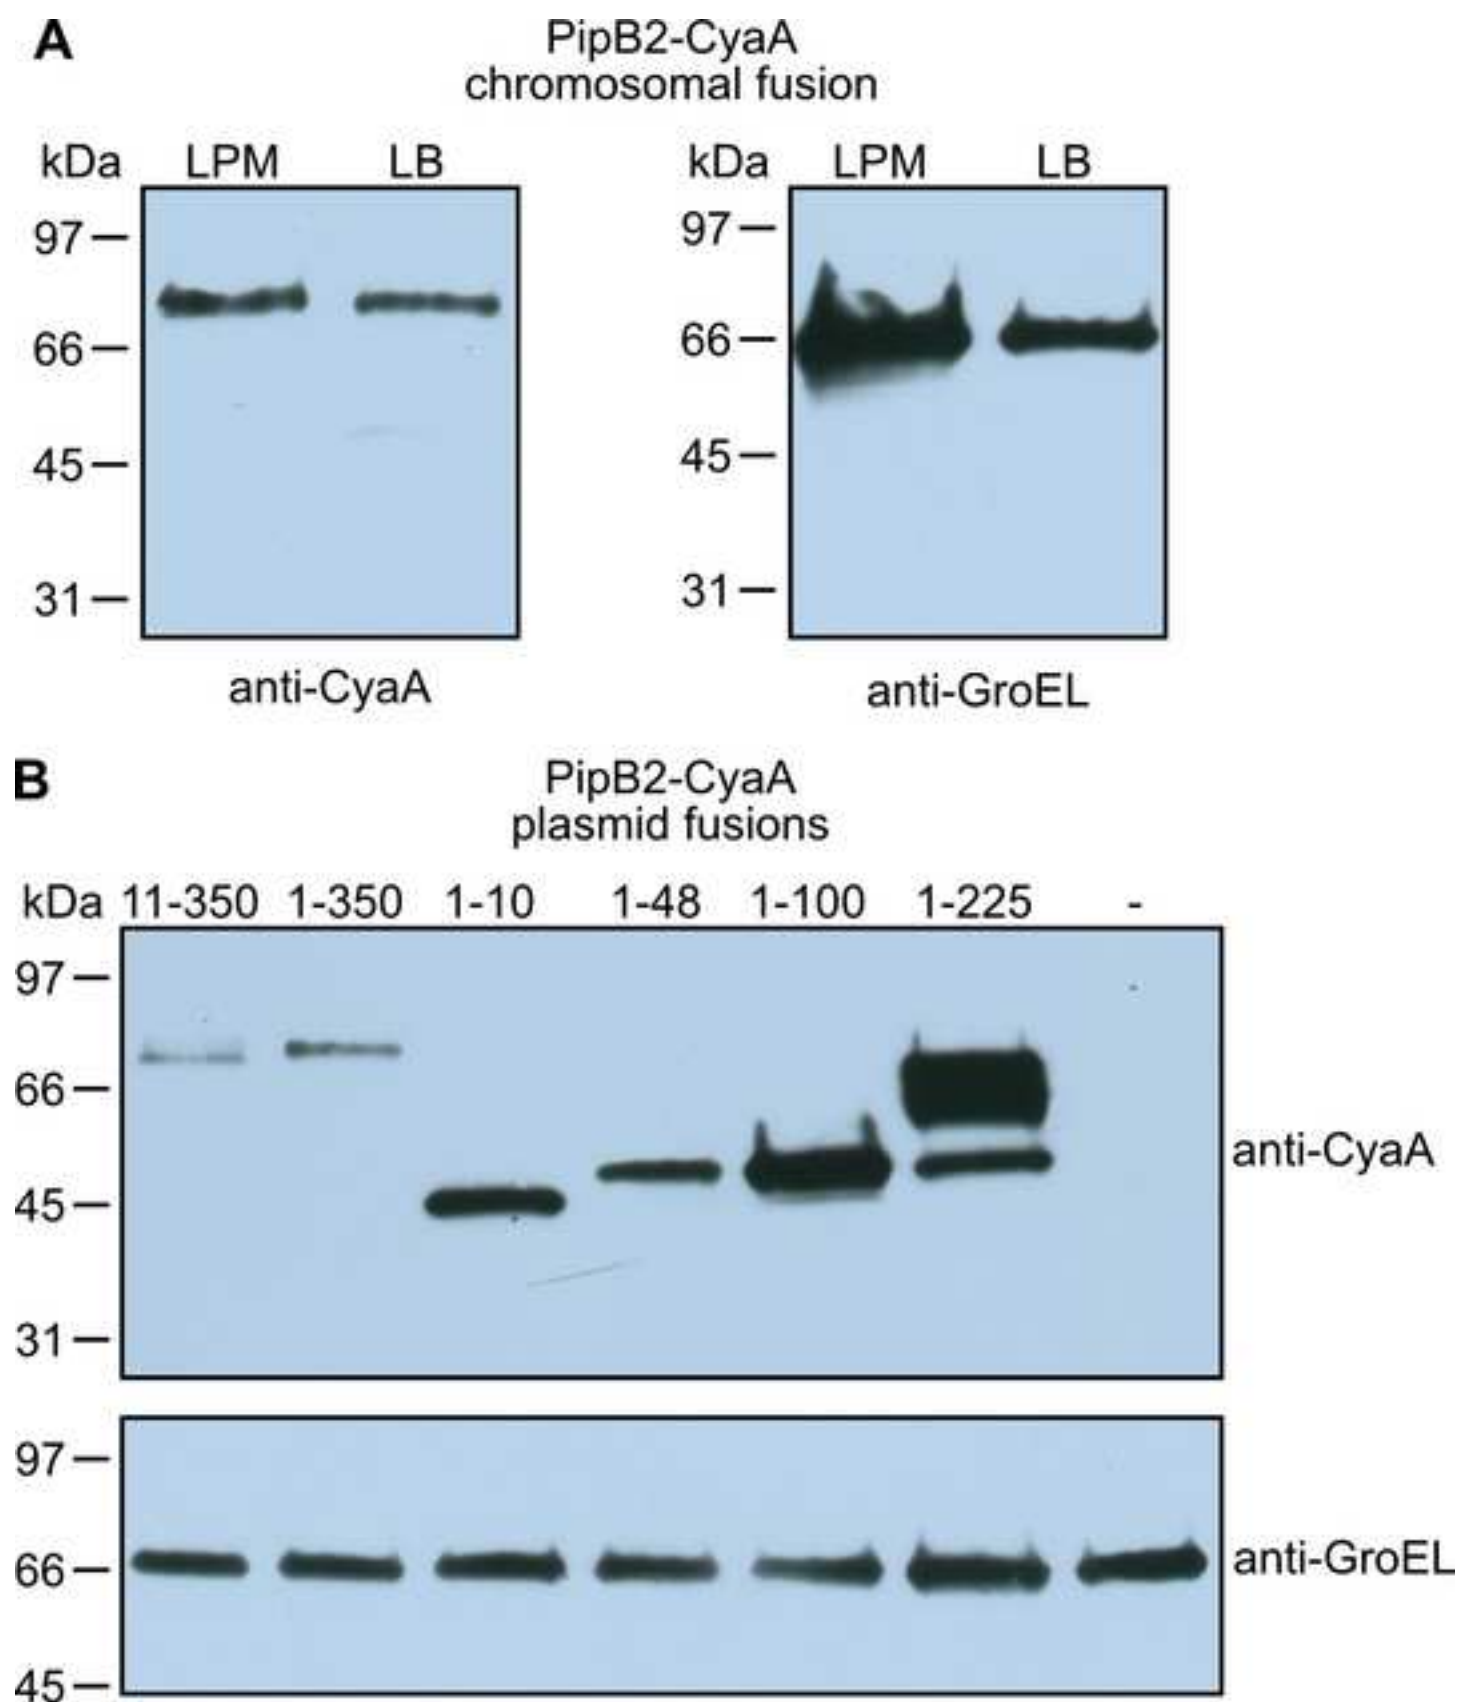 A
PipB2-CyaA
chromosomal fusion
kDa LPM LB
97
66
45
31
anti-CyaA
kDa LPM LB
97
66
45
31
anti-GroEL
B
PipB2-CyaA
plasmid fusions
kDa 11-350 1-350 1-10 1-48 1-100 1-225 -
97
66
45
31
anti-CyaA
97
66
45
anti-GroEL